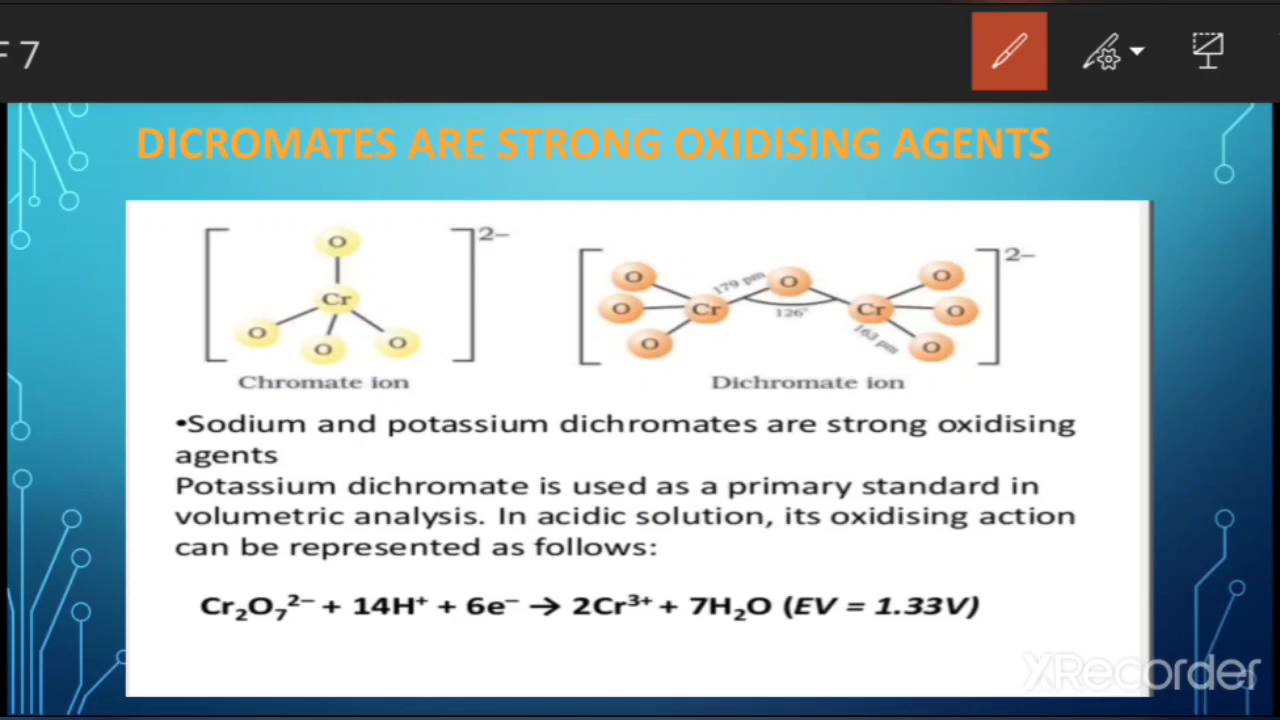 F 7
DICROMATES ARE STRONG OXIDISING AGENTS
[ O Cr O O O ]2–
[ O O O Cr 179 pm O 126° Cr 163 pm O O O ]2–
Chromate ion
Dichromate ion
•Sodium and potassium dichromates are strong oxidising
agents
Potassium dichromate is used as a primary standard in
volumetric analysis. In acidic solution, its oxidising action
can be represented as follows:
Cr₂O₇²⁻ + 14H⁺ + 6e⁻ → 2Cr³⁺ + 7H₂O (EV = 1.33V)
XRecorder